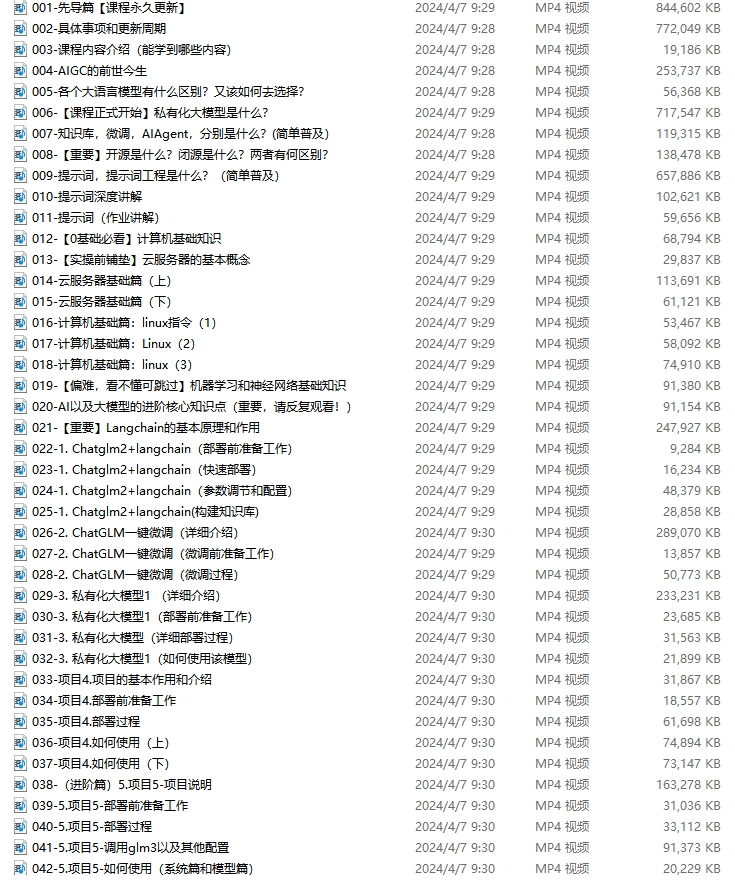 001-先导篇【课程永久更新】 2024/4/7 9:29 MP4 视频 844,602 KB
002-具体事项和更新周期 2024/4/7 9:28 MP4 视频 772,049 KB
003-课程内容介绍（能学到哪些内容） 2024/4/7 9:28 MP4 视频 19,186 KB
004-AIGC的前世今生 2024/4/7 9:28 MP4 视频 253,737 KB
005-各个大语言模型有什么区别？又该如何去选择？ 2024/4/7 9:28 MP4 视频 56,368 KB
006-【课程正式开始】私有化大模型是什么？ 2024/4/7 9:29 MP4 视频 717,547 KB
007-知识库，微调，AIAgent，分别是什么？(简单普及） 2024/4/7 9:28 MP4 视频 119,315 KB
008-【重要】开源是什么？闭源是什么？两者有何区别？ 2024/4/7 9:28 MP4 视频 138,478 KB
009-提示词，提示词工程是什么？（简单普及） 2024/4/7 9:29 MP4 视频 657,886 KB
010-提示词深度讲解 2024/4/7 9:29 MP4 视频 102,621 KB
011-提示词（作业讲解） 2024/4/7 9:29 MP4 视频 59,656 KB
012-【0基础必看】计算机基础知识 2024/4/7 9:29 MP4 视频 68,794 KB
013-【实操前铺垫】云服务器的基本概念 2024/4/7 9:29 MP4 视频 29,837 KB
014-云服务器基础篇（上） 2024/4/7 9:29 MP4 视频 113,691 KB
015-云服务器基础篇（下） 2024/4/7 9:29 MP4 视频 61,121 KB
016-计算机基础篇：linux指令（1） 2024/4/7 9:29 MP4 视频 53,467 KB
017-计算机基础篇：Linux（2） 2024/4/7 9:29 MP4 视频 58,092 KB
018-计算机基础篇：linux（3） 2024/4/7 9:29 MP4 视频 74,910 KB
019-【偏难，看不懂可跳过】机器学习和神经网络基础知识 2024/4/7 9:29 MP4 视频 91,380 KB
020-AI以及大模型的进阶核心知识点（重要，请反复观看！） 2024/4/7 9:29 MP4 视频 91,154 KB
021-【重要】Langchain的基本原理和作用 2024/4/7 9:29 MP4 视频 247,927 KB
022-1. Chatglm2+langchain（部署前准备工作） 2024/4/7 9:29 MP4 视频 9,284 KB
023-1. Chatglm2+langchain（快速部署） 2024/4/7 9:29 MP4 视频 16,234 KB
024-1. Chatglm2+langchain（参数调节和配置） 2024/4/7 9:29 MP4 视频 48,379 KB
025-1. Chatglm2+langchain(构建知识库) 2024/4/7 9:29 MP4 视频 28,858 KB
026-2. ChatGLM一键微调（详细介绍） 2024/4/7 9:30 MP4 视频 289,070 KB
027-2. ChatGLM一键微调（微调前准备工作） 2024/4/7 9:29 MP4 视频 13,857 KB
028-2. ChatGLM一键微调（微调过程） 2024/4/7 9:29 MP4 视频 50,773 KB
029-3. 私有化大模型1 （详细介绍） 2024/4/7 9:30 MP4 视频 233,231 KB
030-3. 私有化大模型1（部署前准备工作） 2024/4/7 9:30 MP4 视频 23,685 KB
031-3. 私有化大模型（详细部署过程） 2024/4/7 9:30 MP4 视频 31,563 KB
032-3. 私有化大模型1（如何使用该模型） 2024/4/7 9:30 MP4 视频 21,899 KB
033-项目4.项目的基本作用和介绍 2024/4/7 9:30 MP4 视频 31,867 KB
034-项目4.部署前准备工作 2024/4/7 9:30 MP4 视频 18,557 KB
035-项目4.部署过程 2024/4/7 9:30 MP4 视频 61,698 KB
036-项目4.如何使用（上） 2024/4/7 9:30 MP4 视频 74,894 KB
037-项目4.如何使用（下） 2024/4/7 9:30 MP4 视频 73,147 KB
038-（进阶篇）5.项目5-项目说明 2024/4/7 9:30 MP4 视频 163,278 KB
039-5.项目5-部署前准备工作 2024/4/7 9:30 MP4 视频 31,036 KB
040-5.项目5-部署过程 2024/4/7 9:30 MP4 视频 33,112 KB
041-5.项目5-调用glm3以及其他配置 2024/4/7 9:30 MP4 视频 91,373 KB
042-5.项目5-如何使用（系统篇和模型篇） 2024/4/7 9:30 MP4 视频 20,229 KB